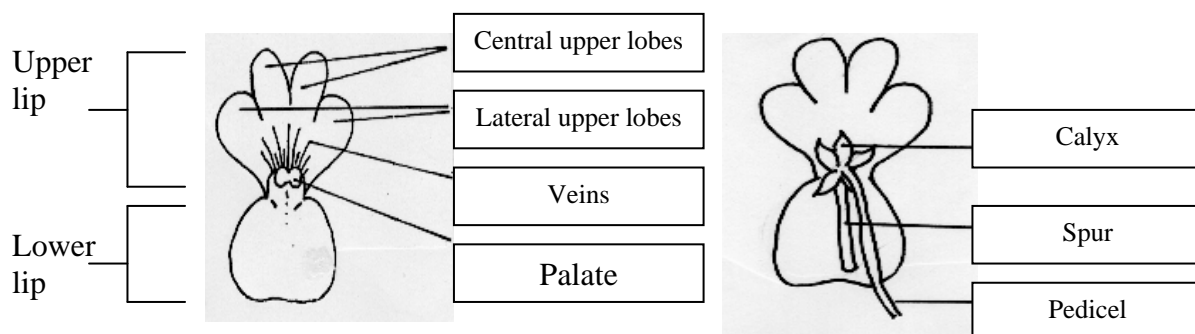 Upper
lip
Lower
lip
Central upper lobes
Lateral upper lobes
Veins
Palate
Calyx
Spur
Pedicel